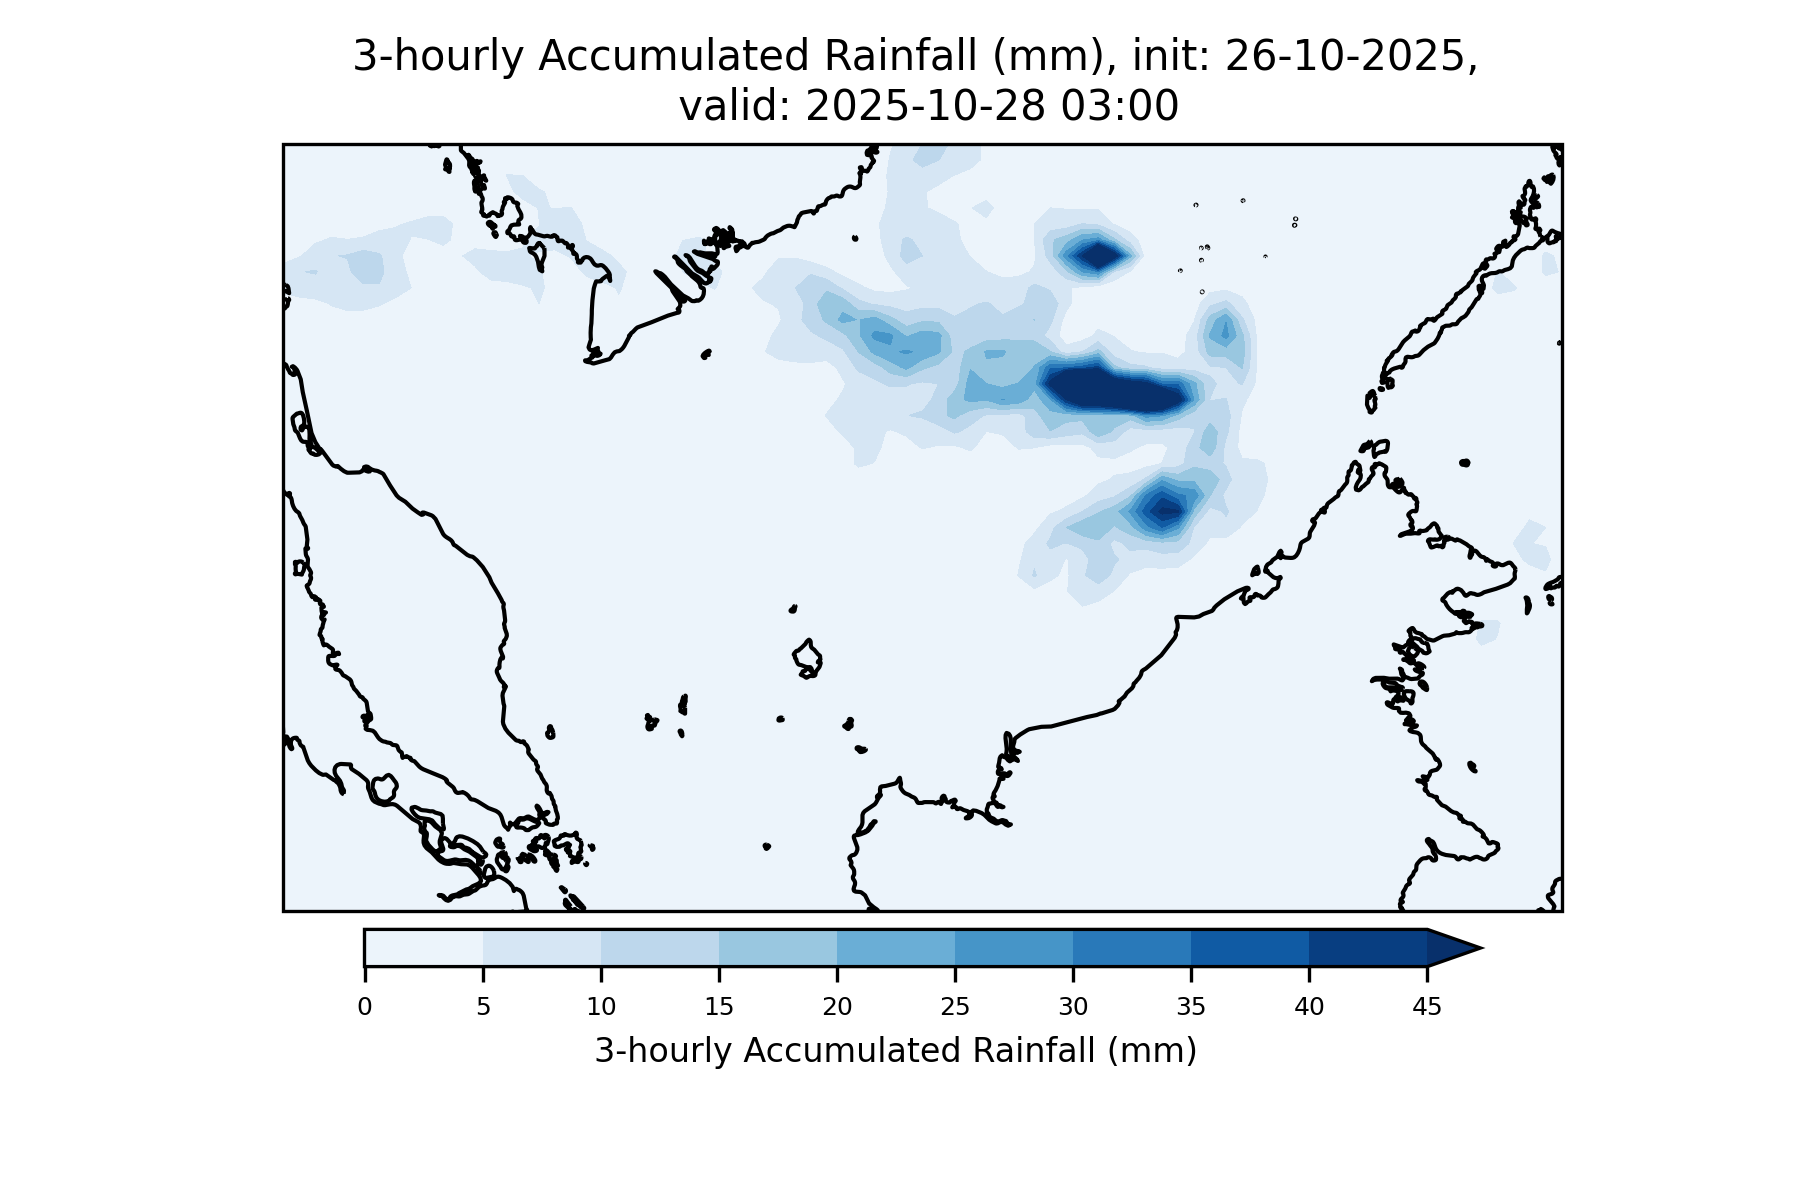 3-hourly Accumulated Rainfall (mm), init: 26-10-2025,
valid: 2025-10-28 03:00
0 5 10 15 20 25 30 35 40 45
3-hourly Accumulated Rainfall (mm)